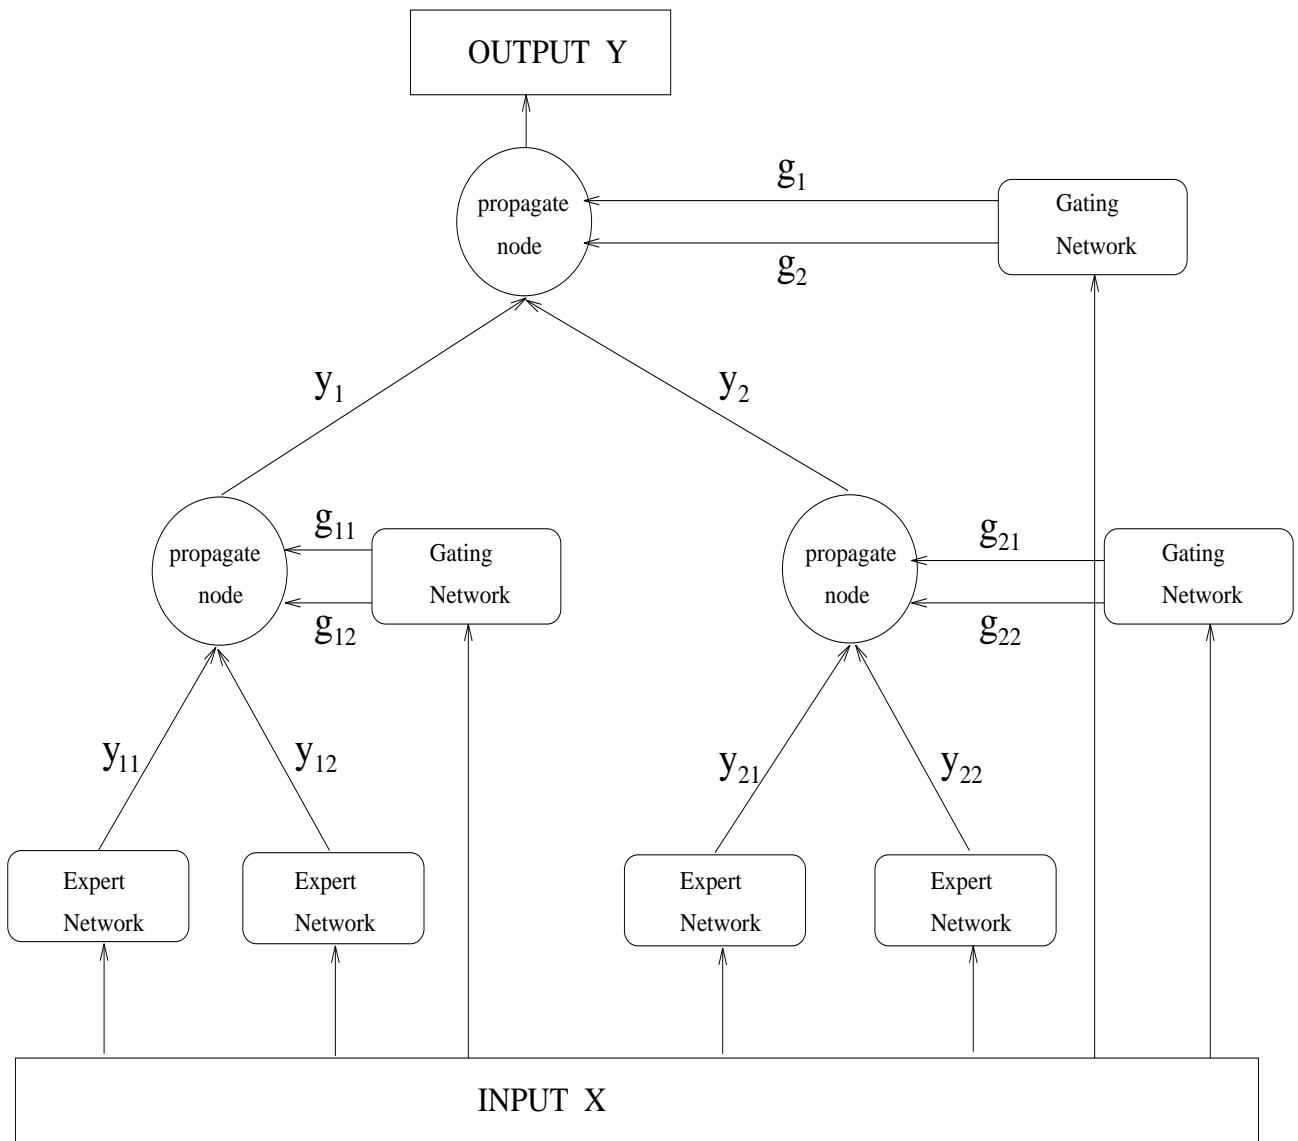 OUTPUT Y
g₁
propagate
node
Gating
Network
g₂
y₁
y₂
g₁₁
propagate
node
Gating
Network
g₁₂
g₂₁
propagate
node
Gating
Network
g₂₂
y₁₁
y₁₂
y₂₁
y₂₂
Expert
Network
Expert
Network
Expert
Network
Expert
Network
INPUT X